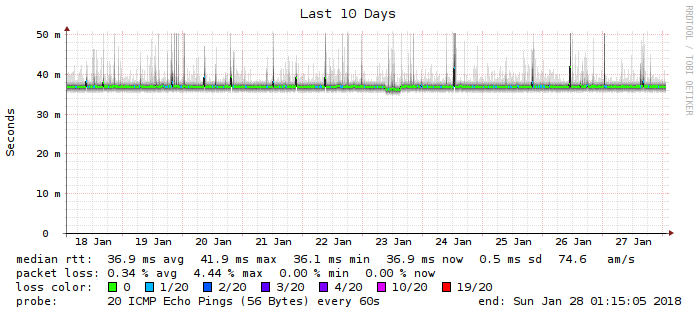 Last 10 Days
RRDTOOL / TOBI OETIKER
Seconds
50 m
40 m
30 m
20 m
10 m
0
18 Jan 19 Jan 20 Jan 21 Jan 22 Jan 23 Jan 24 Jan 25 Jan 26 Jan 27 Jan
median rtt: 36.9 ms avg 41.9 ms max 36.1 ms min 36.9 ms now 0.5 ms sd 74.6 am/s
packet loss: 0.34 % avg 4.44 % max 0.00 % min 0.00 % now
loss color: 0 1/20 2/20 3/20 4/20 10/20 19/20
probe: 20 ICMP Echo Pings (56 Bytes) every 60s end: Sun Jan 28 01:15:05 2018